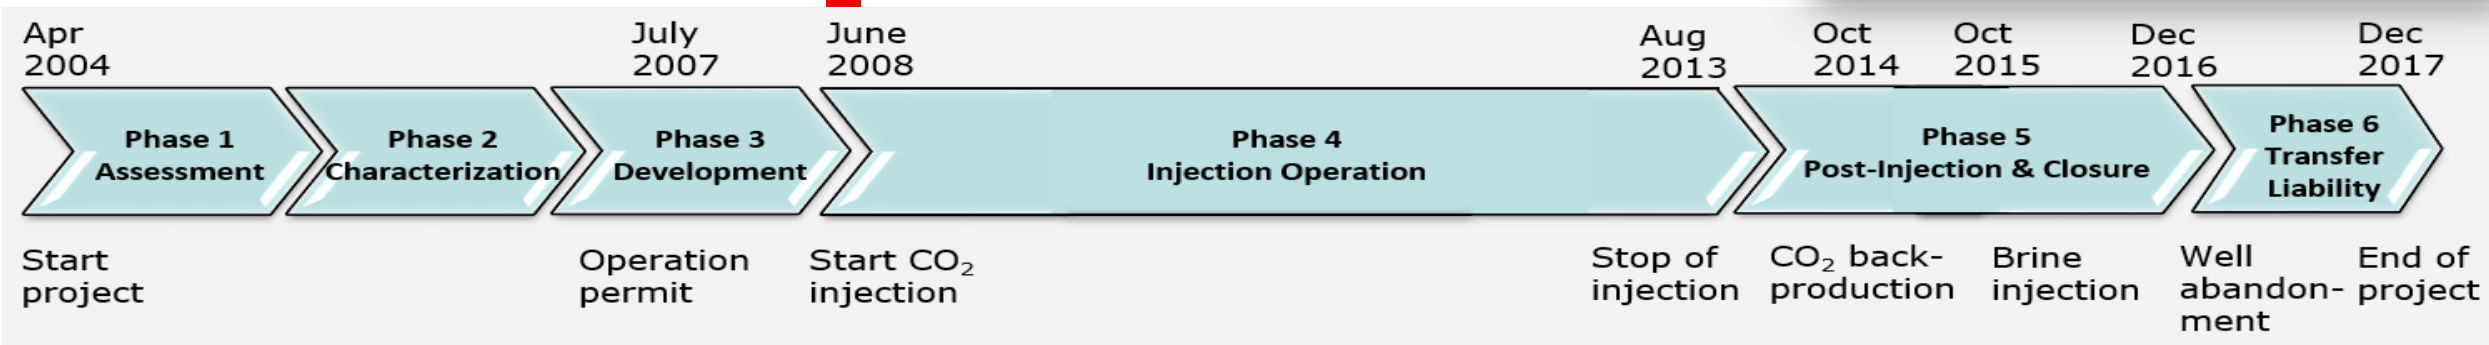 Apr
2004
July
2007
June
2008
Aug
2013
Oct
2014
Oct
2015
Dec
2016
Dec
2017
Phase 1
Assessment
Phase 2
Characterization
Phase 3
Development
Phase 4
Injection Operation
Phase 5
Post-Injection & Closure
Phase 6
Transfer
Liability
Start
project
Operation
permit
Start CO₂
injection
Stop of
injection
CO₂ back-
production
Brine
injection
Well
abandon-
ment
End of
project